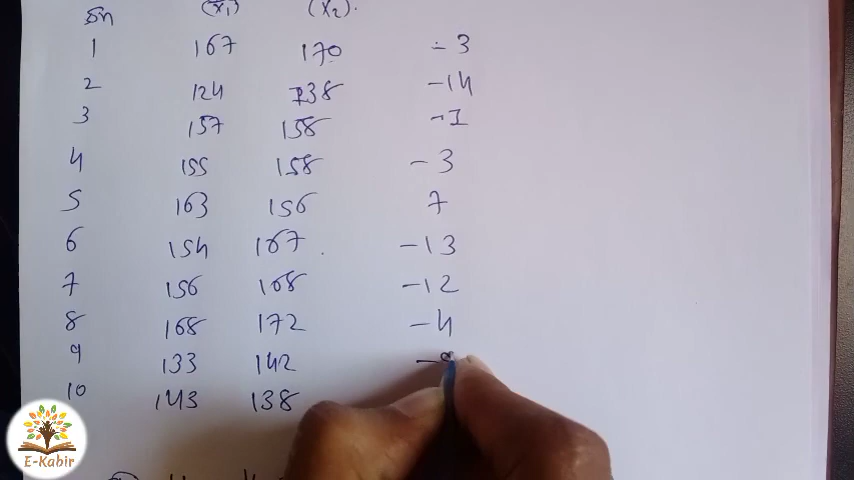 Sn (X₁) (X₂).
1 167 170 - 3
2 124 138 -14
3 157 158 -1
4 155 158 -3
5 163 156 7
6 154 167 -13
7 156 168 -12
8 168 172 -4
9 133 142 -9
10 143 138
E-Kabir